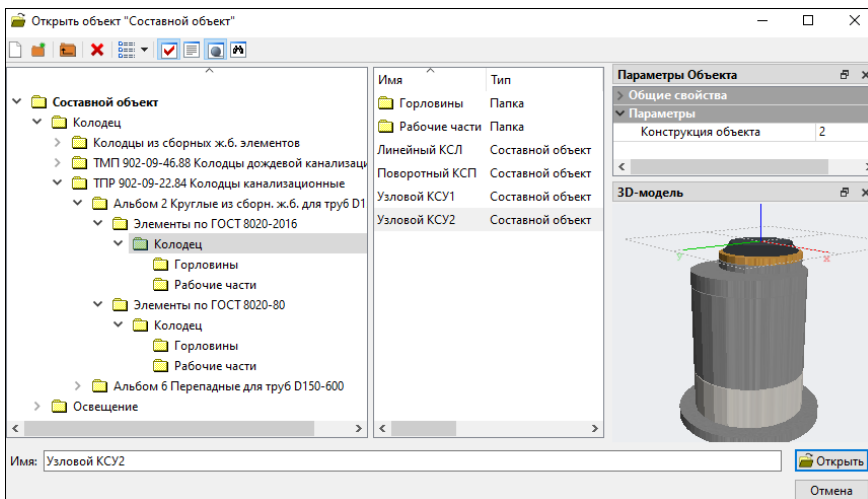 Открыть объект "Составной объект"
Составной объект
Колодец
Колодцы из сборных ж.б. элементов
ТМП 902-09-46.88 Колодцы дождевой канализаци
ТПР 902-09-22.84 Колодцы канализационные
Альбом 2 Круглые из сборн. ж.б. для труб D1
Элементы по ГОСТ 8020-2016
Колодец
Горловины
Рабочие части
Элементы по ГОСТ 8020-80
Колодец
Горловины
Рабочие части
Альбом 6 Перепадные для труб D150-600
Освещение
Имя Тип
Горловины Папка
Рабочие части Папка
Линейный КСЛ Составной объект
Поворотный КСП Составной объект
Узловой КСУ1 Составной объект
Узловой КСУ2 Составной объект
Параметры Объекта
Общие свойства
Параметры
Конструкция объекта 2
3D-модель
y x
Имя: Узловой КСУ2
Открыть
Отмена